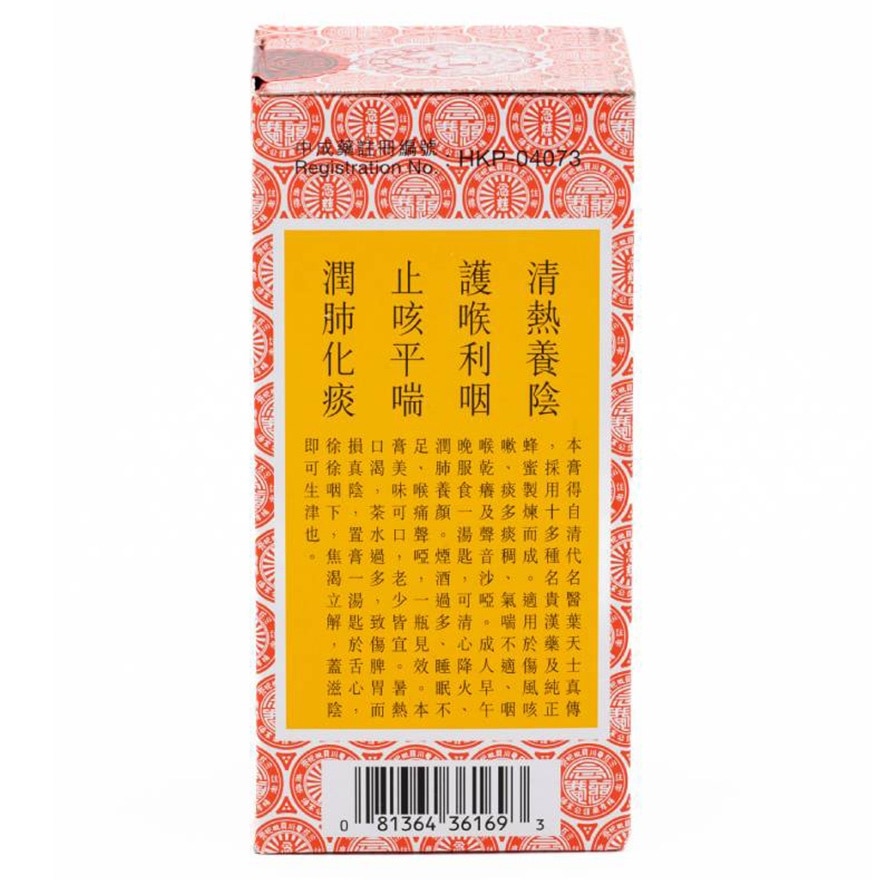 中成藥註冊編號
Registration No. : HKP-04073
清熱養陰
護喉利咽
止咳平喘
潤肺化痰
本膏得自清代名醫葉天士真傳
，採用十多種名貴漢藥及純正
蜂蜜製煉而成。適用於傷風咳
嗽、痰多痰稠、氣喘不適、咽
喉乾癢及聲音沙啞。成人早午
晚服食一湯匙，可清心降火、
潤肺養顏。煙酒過多、睡眠不
足、喉痛聲啞，一瓶見效。本
膏美味可口，老少皆宜。暑熱
口渴，茶水過多，致傷脾胃而
損真陰，置膏一湯匙於舌心，
徐徐咽下，焦渴立解，蓋滋陰
即可生津也。
0 81364 36169 3